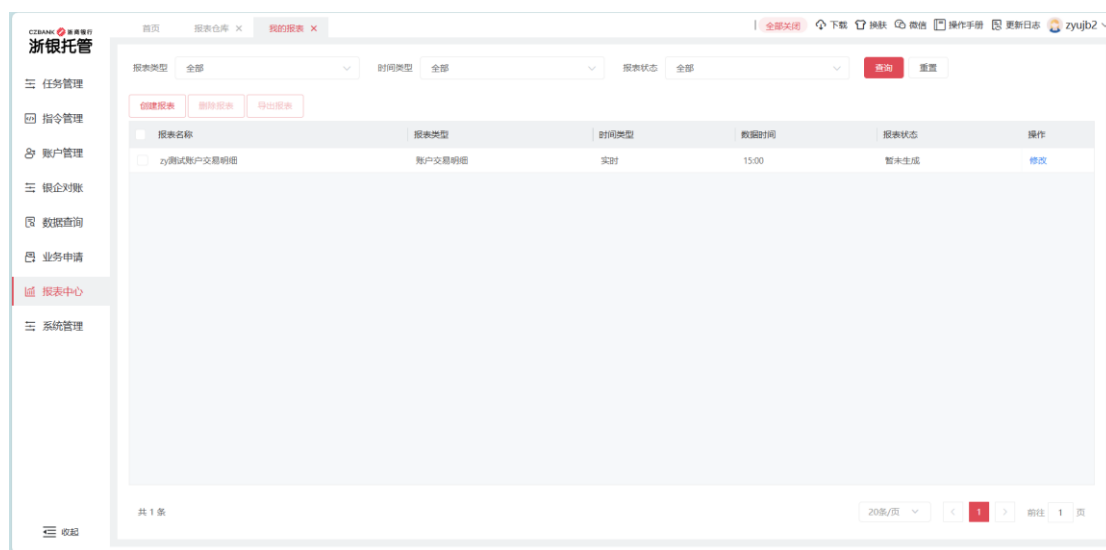 CZBANK 浙商银行
浙银托管
首页 报表仓库 × 我的报表 ×
全部关闭 下载 换肤 微信 操作手册 更新日志 zyujb2
任务管理
指令管理
账户管理
银企对账
数据查询
业务申请
报表中心
系统管理
收起
报表类型 全部 时间类型 全部 报表状态 全部 查询 重置
创建报表 删除报表 导出报表
报表名称 报表类型 时间类型 数据时间 报表状态 操作
zy测试账户交易明细 账户交易明细 实时 15:00 暂未生成 修改
共 1 条 20条/页 < 1 > 前往 1 页